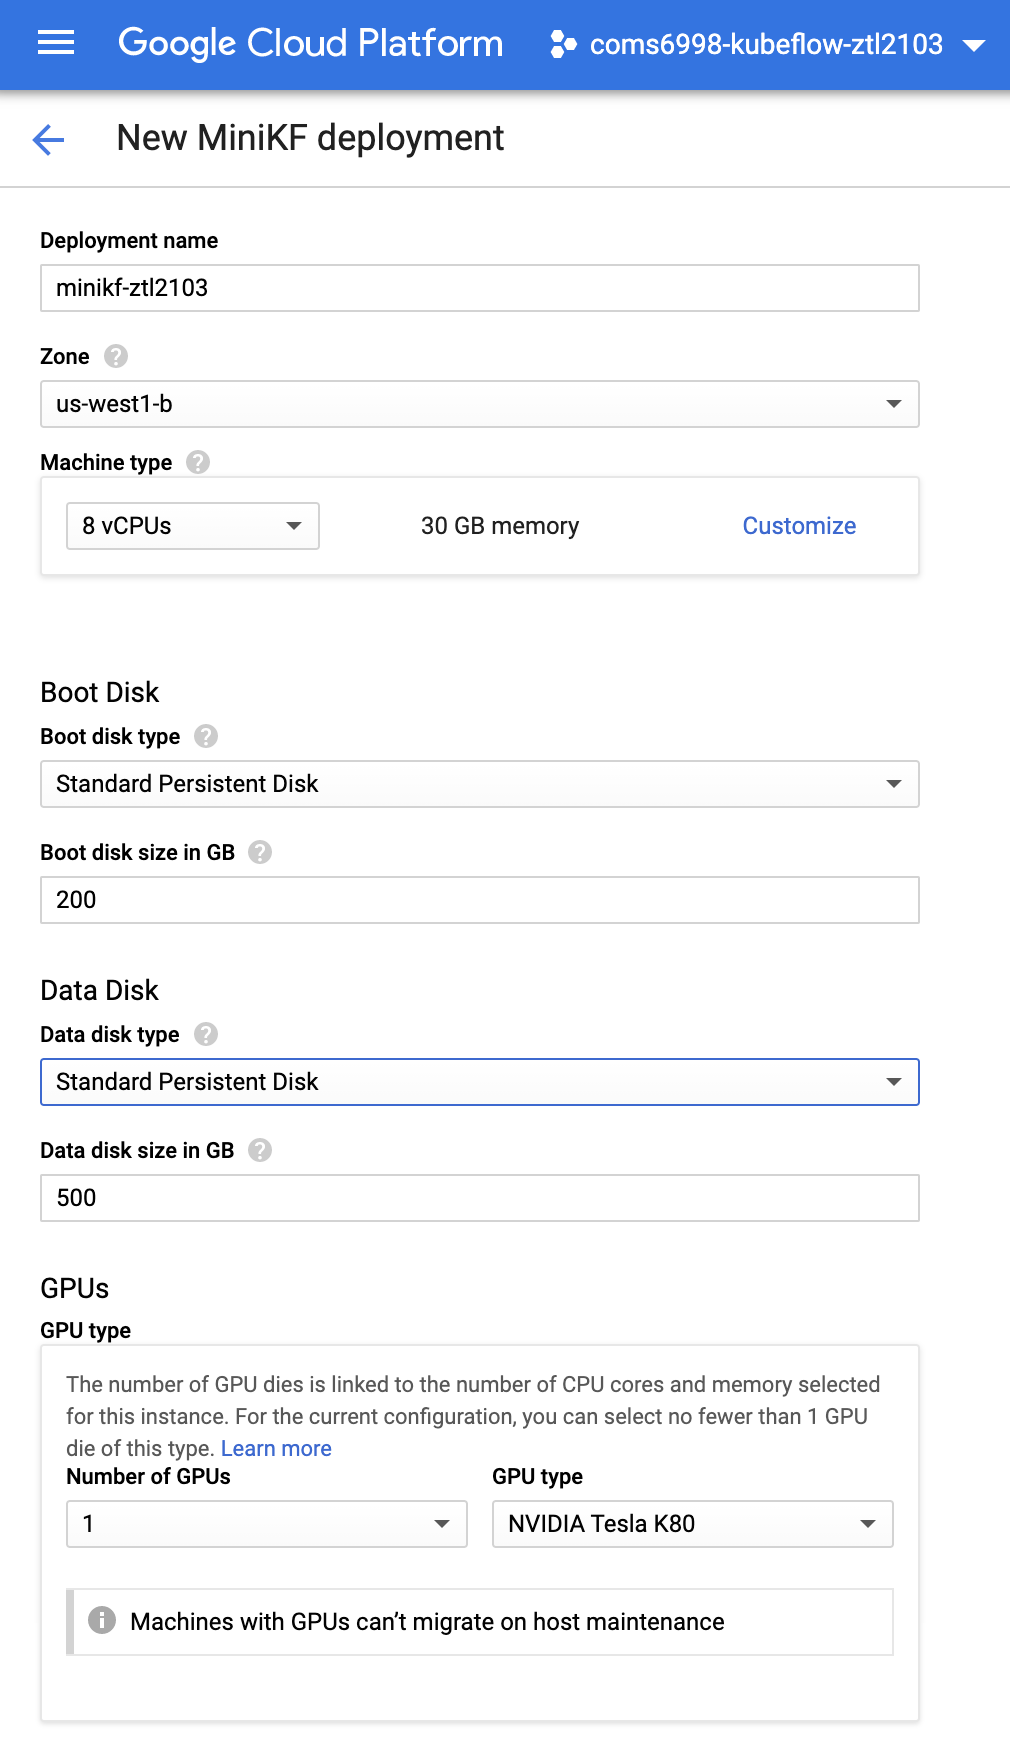 Google Cloud Platform
coms6998-kubeflow-ztl2103
New MiniKF deployment
Deployment name
minikf-ztl2103
Zone ?
us-west1-b
Machine type ?
8 vCPUs
30 GB memory
Customize
Boot Disk
Boot disk type ?
Standard Persistent Disk
Boot disk size in GB ?
200
Data Disk
Data disk type ?
Standard Persistent Disk
Data disk size in GB ?
500
GPUs
GPU type
The number of GPU dies is linked to the number of CPU cores and memory selected
for this instance. For the current configuration, you can select no fewer than 1 GPU
die of this type. Learn more
Number of GPUs
GPU type
1
NVIDIA Tesla K80
i Machines with GPUs can’t migrate on host maintenance